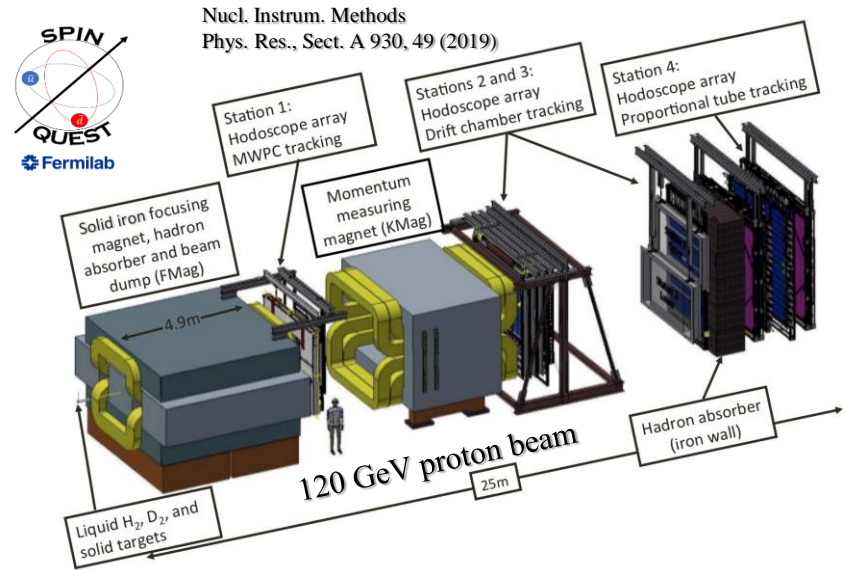 Nucl. Instrum. Methods
Phys. Res., Sect. A 930, 49 (2019)
SPIN
QUEST
ū
d̄
Fermilab
Station 1:
Hodoscope array
MWPC tracking
Stations 2 and 3:
Hodoscope array
Drift chamber tracking
Station 4:
Hodoscope array
Proportional tube tracking
Solid iron focusing
magnet, hadron
absorber and beam
dump (FMag)
Momentum
measuring
magnet (KMag)
4.9m
Hadron absorber
(iron wall)
120 GeV proton beam
25m
Liquid H₂, D₂, and
solid targets